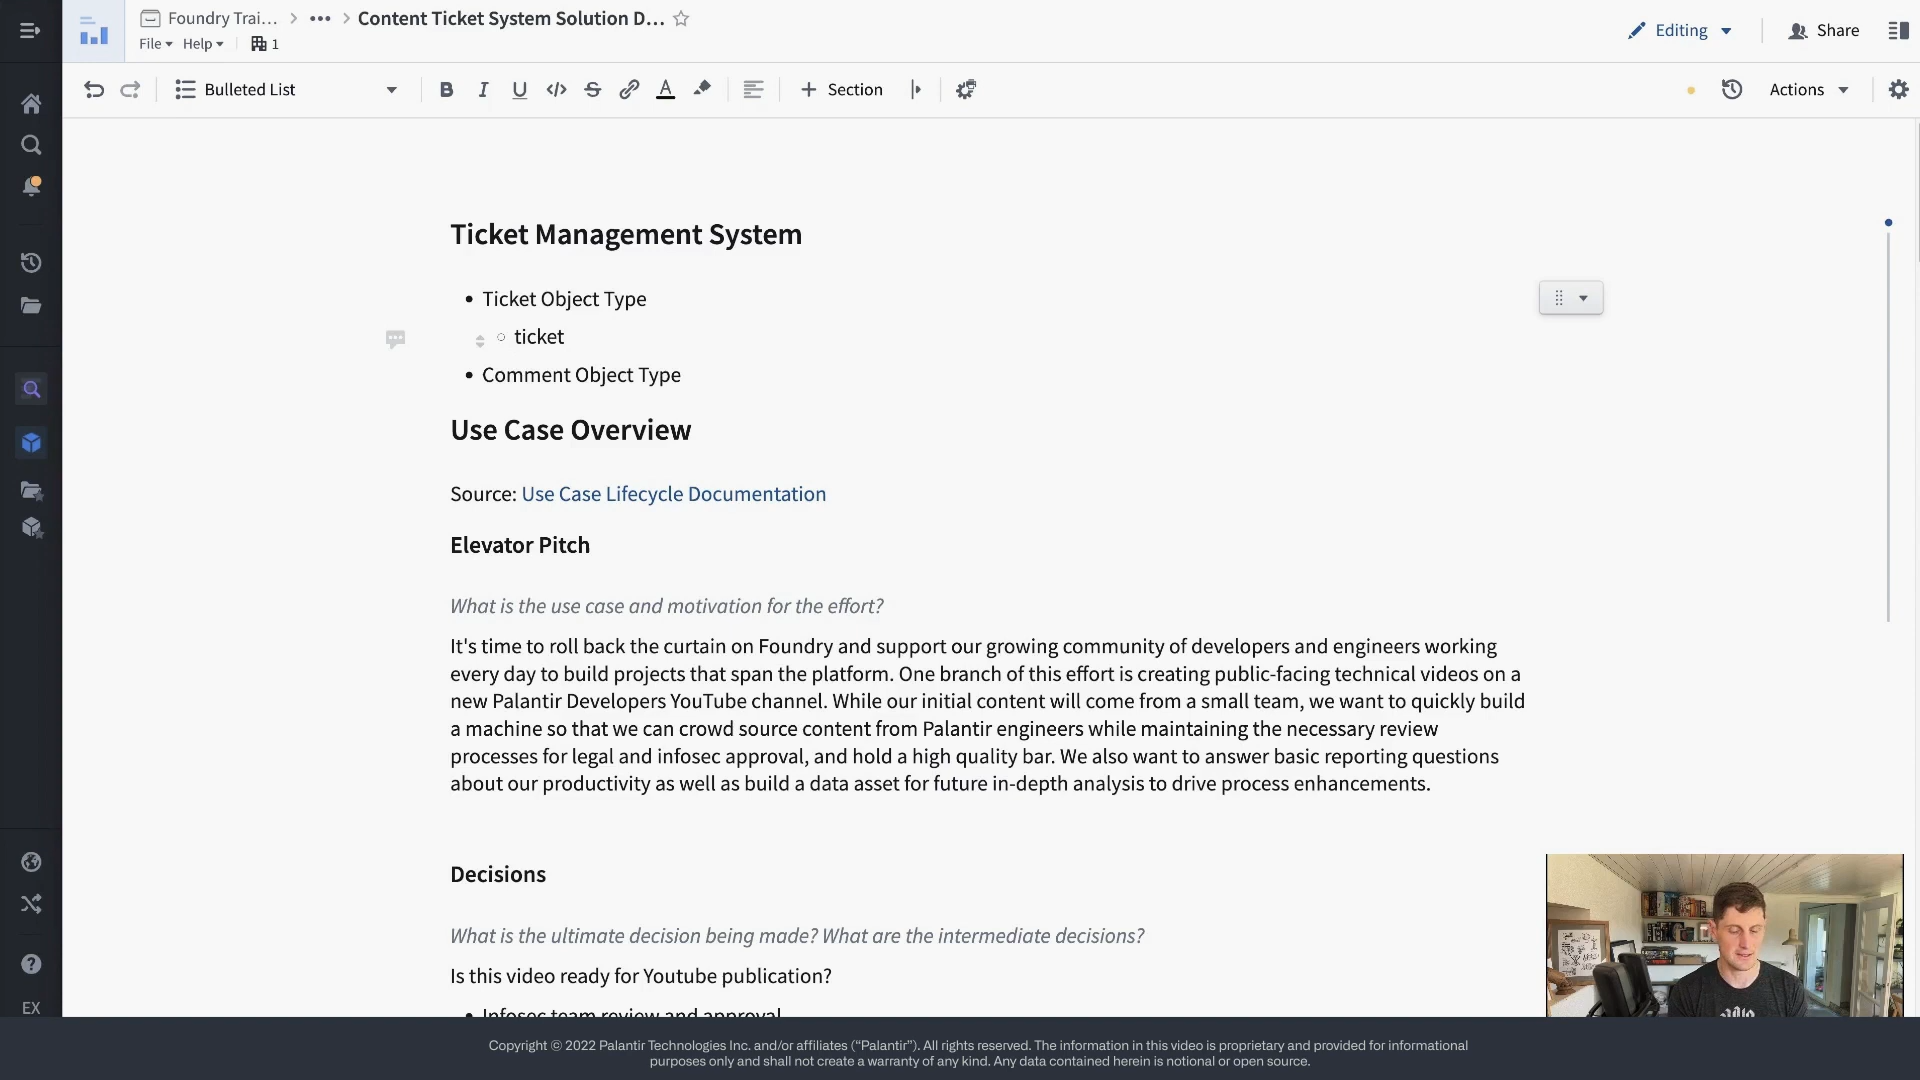 Foundry Trai... ••• Content Ticket System Solution D...
File Help 1
Editing Share
Bulleted List B I U </> S A + Section Actions
Ticket Management System
• Ticket Object Type
○ ticket
• Comment Object Type
Use Case Overview
Source: Use Case Lifecycle Documentation
Elevator Pitch
What is the use case and motivation for the effort?
It's time to roll back the curtain on Foundry and support our growing community of developers and engineers working
every day to build projects that span the platform. One branch of this effort is creating public-facing technical videos on a
new Palantir Developers YouTube channel. While our initial content will come from a small team, we want to quickly build
a machine so that we can crowd source content from Palantir engineers while maintaining the necessary review
processes for legal and infosec approval, and hold a high quality bar. We also want to answer basic reporting questions
about our productivity as well as build a data asset for future in-depth analysis to drive process enhancements.
Decisions
What is the ultimate decision being made? What are the intermediate decisions?
Is this video ready for Youtube publication?
• Infosec team review and approval
EX
Copyright © 2022 Palantir Technologies Inc. and/or affiliates (“Palantir”). All rights reserved. The information in this video is proprietary and provided for informational
purposes only and shall not create a warranty of any kind. Any data contained herein is notional or open source.